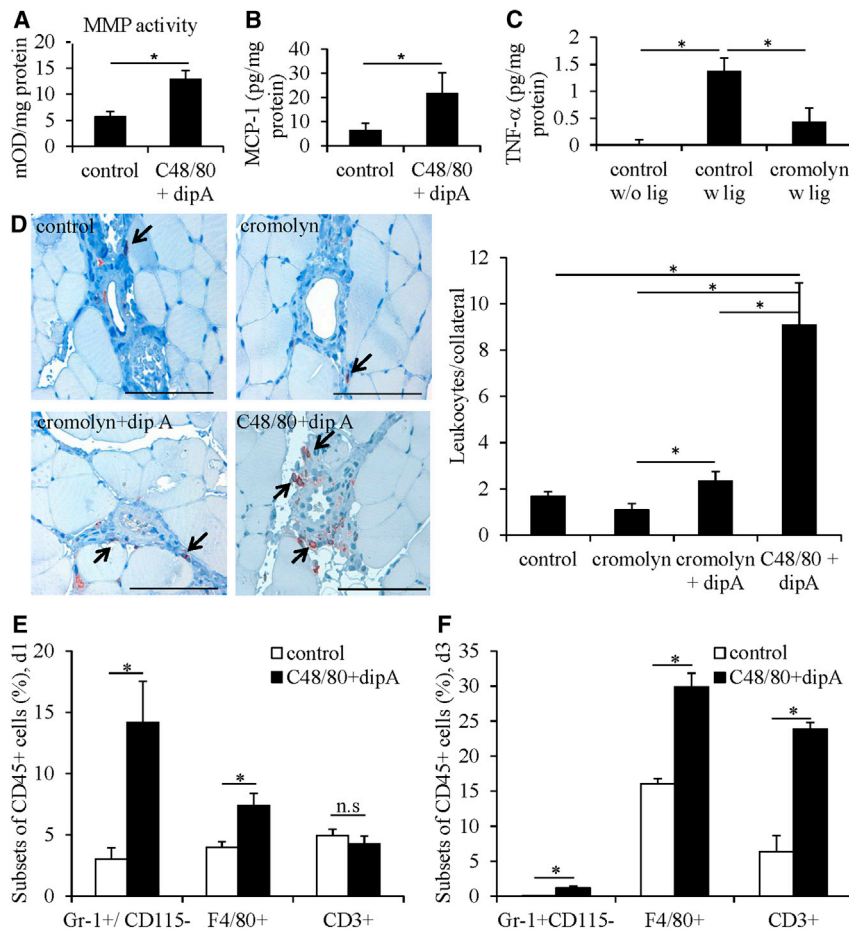 A
MMP activity
mOD/mg protein
20
15
10
5
0
*
control
C48/80
+ dipA
B
MCP-1 (pg/mg
protein)
40
30
20
10
0
*
control
C48/80
+ dipA
C
TNF-α (pg/mg
protein)
2
1.5
1
0.5
0
*
*
control
w/o lig
control
w lig
cromolyn
w lig
D
control
cromolyn
cromolyn+dip A
C48/80+dip A
Leukocytes/collateral
12
10
8
6
4
2
0
*
*
*
*
control
cromolyn
cromolyn
+ dipA
C48/80 +
dipA
E
Subsets of CD45+ cells (%), d1
20
15
10
5
0
control
C48/80+dipA
*
*
n.s
Gr-1+/ CD115-
F4/80+
CD3+
F
Subsets of CD45+ cells (%), d3
35
30
25
20
15
10
5
0
control
C48/80+dipA
*
*
*
Gr-1+CD115-
F4/80+
CD3+